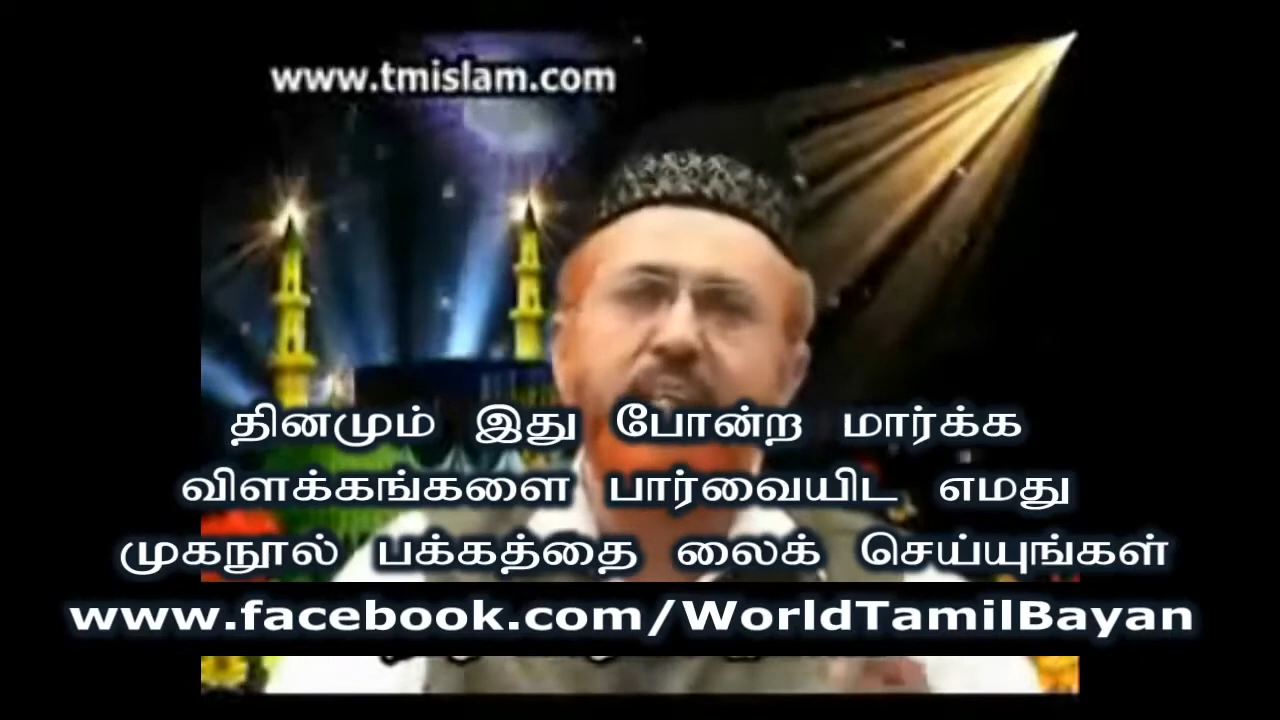 www.tmislam.com
தினமும் இது போன்ற மார்க்க
விளக்கங்களை பார்வையிட எமது
முகநூல் பக்கத்தை லைக் செய்யுங்கள்
www.facebook.com/WorldTamilBayan